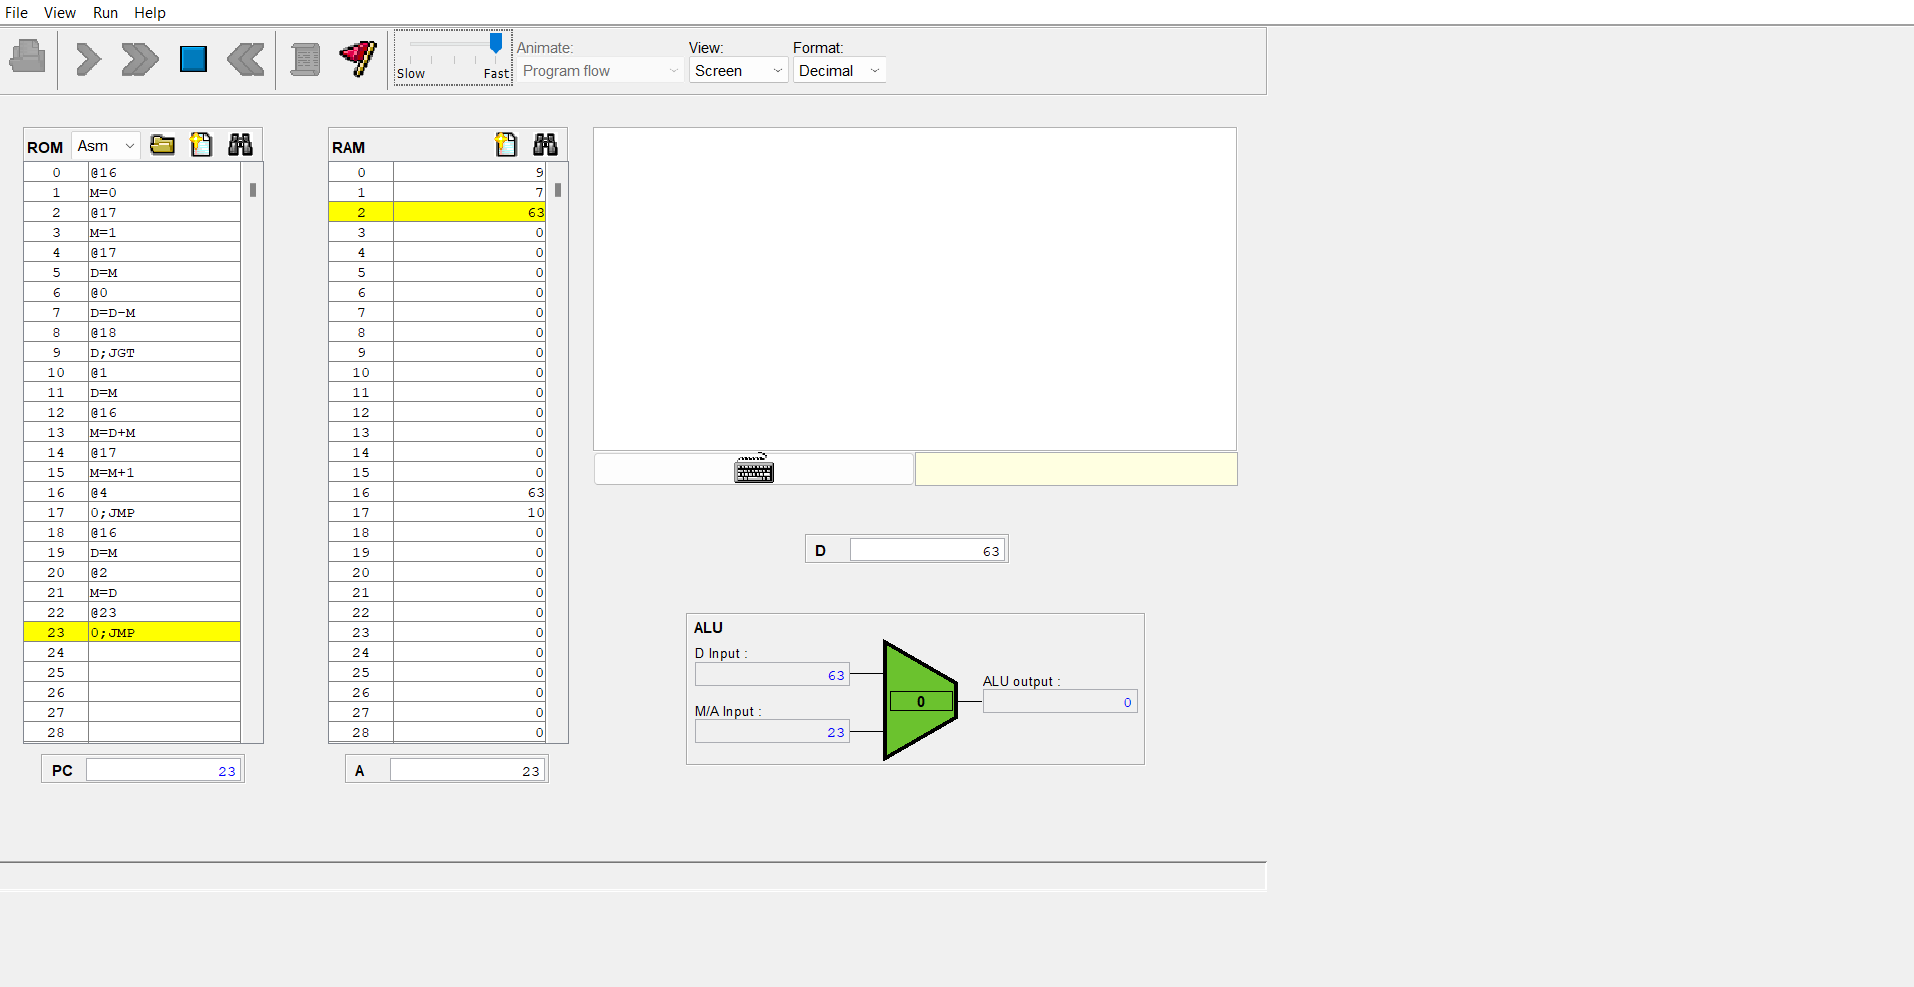 File View Run Help
Animate: View: Format:
Slow Fast Program flow Screen Decimal
ROM Asm
0 @16
1 M=0
2 @17
3 M=1
4 @17
5 D=M
6 @0
7 D=D-M
8 @18
9 D;JGT
10 @1
11 D=M
12 @16
13 M=D+M
14 @17
15 M=M+1
16 @4
17 0;JMP
18 @16
19 D=M
20 @2
21 M=D
22 @23
23 0;JMP
24
25
26
27
28
PC 23
RAM
0 9
1 7
2 63
3 0
4 0
5 0
6 0
7 0
8 0
9 0
10 0
11 0
12 0
13 0
14 0
15 0
16 63
17 10
18 0
19 0
20 0
21 0
22 0
23 0
24 0
25 0
26 0
27 0
28 0
A 23
D 63
ALU
D Input :
63
M/A Input :
23
0
ALU output :
0